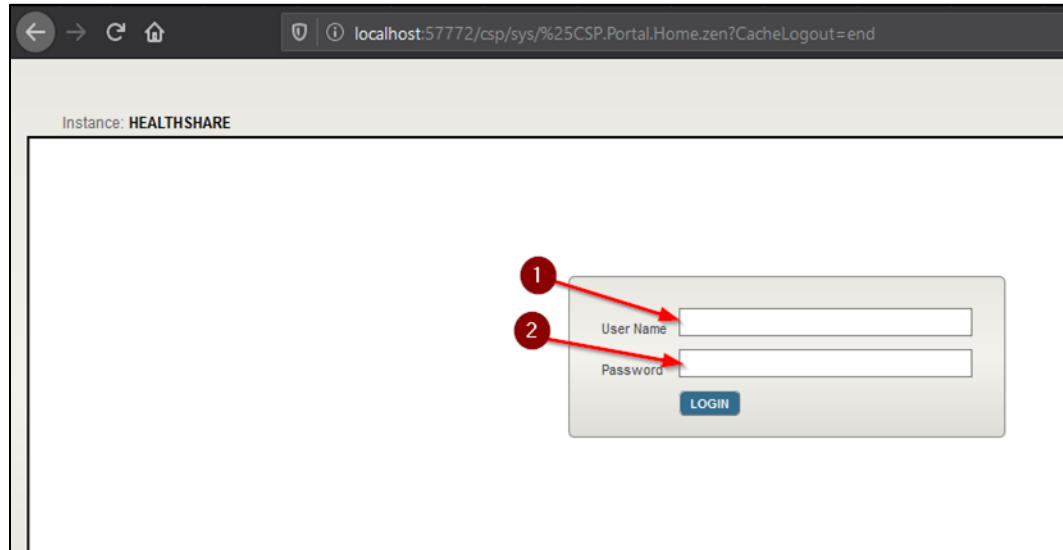 localhost:57772/csp/sys/%25CSP.Portal.Home.zen?CacheLogout=end
Instance: HEALTHSHARE
1
User Name
2
Password
LOGIN